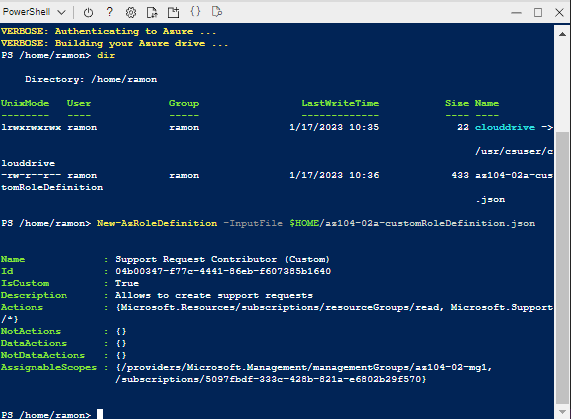 PowerShell
VERBOSE: Authenticating to Azure ...
VERBOSE: Building your Azure drive ...
PS /home/ramon> dir
Directory: /home/ramon
UnixMode User Group LastWriteTime Size Name
-------- ---- ----- ------------- ---- ----
lrwxrwxrwx ramon ramon 1/17/2023 10:35 22 clouddrive ->
/usr/csuser/c
louddrive
-rw-r--r-- ramon ramon 1/17/2023 10:36 433 az104-02a-cus
tomRoleDefinition
.json
PS /home/ramon> New-AzRoleDefinition -InputFile $HOME/az104-02a-customRoleDefinition.json
Name : Support Request Contributor (Custom)
Id : 04b00347-f77c-4441-86eb-f607385b1640
IsCustom : True
Description : Allows to create support requests
Actions : {Microsoft.Resources/subscriptions/resourceGroups/read, Microsoft.Support
/*}
NotActions : {}
DataActions : {}
NotDataActions : {}
AssignableScopes : {/providers/Microsoft.Management/managementGroups/az104-02-mg1,
/subscriptions/5097fbdf-333c-428b-821a-e6802b29f570}
PS /home/ramon>